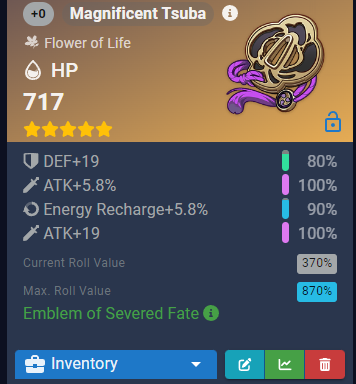 +0 Magnificent Tsuba
Flower of Life
HP
717
DEF+19 80%
ATK+5.8% 100%
Energy Recharge+5.8% 90%
ATK+19 100%
Current Roll Value 370%
Max. Roll Value 870%
Emblem of Severed Fate
Inventory